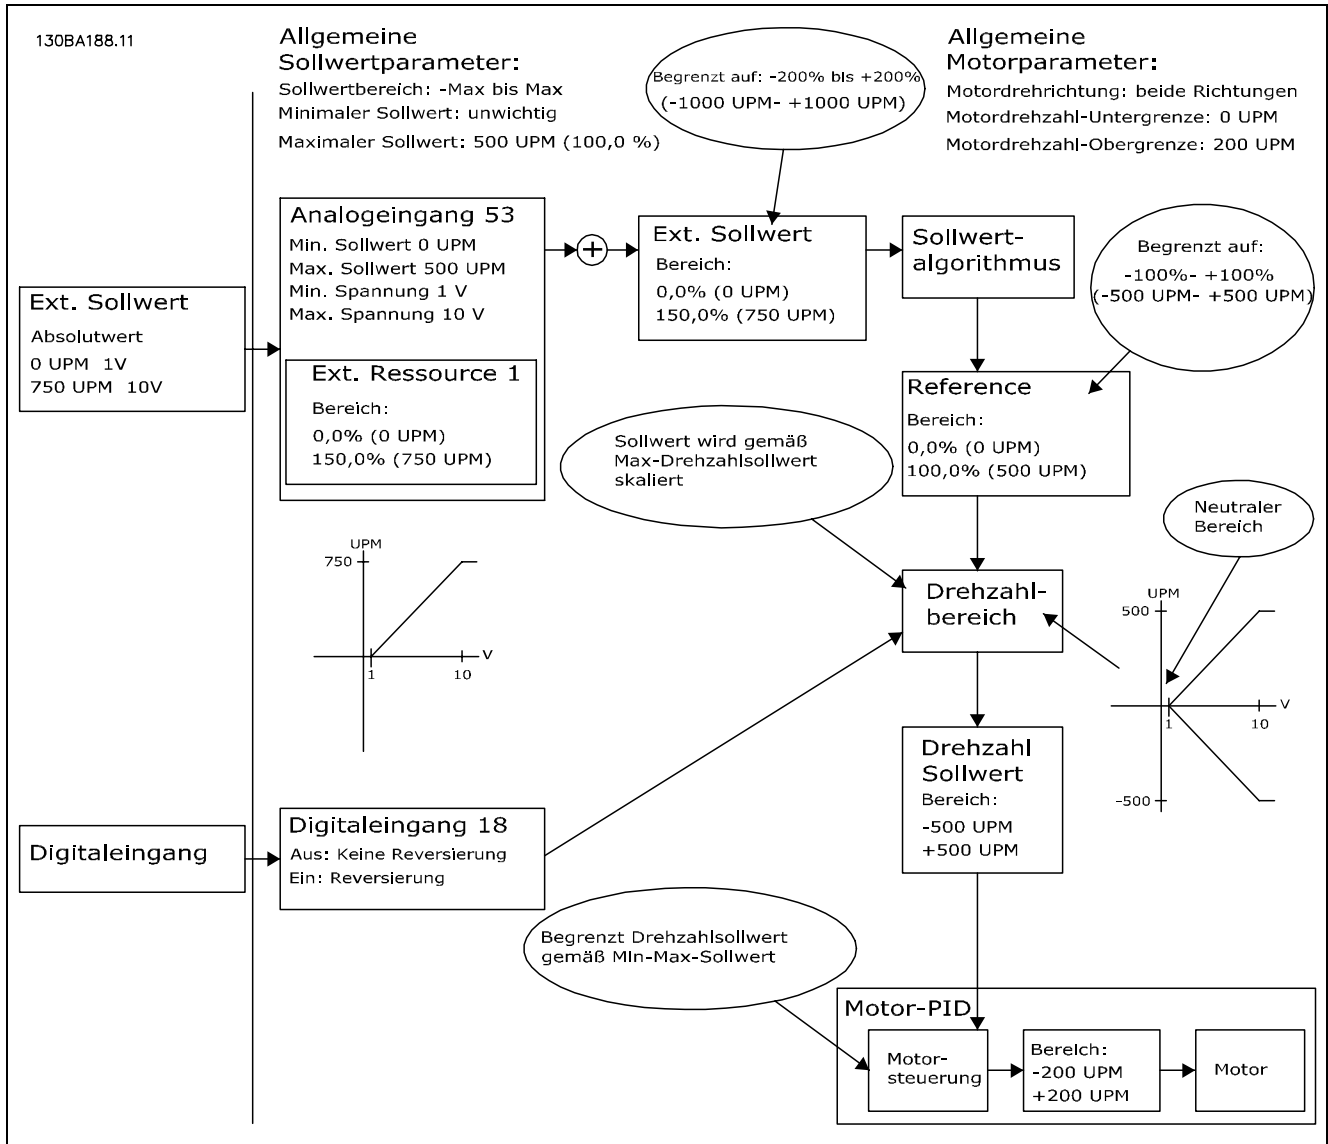 130BA188.11
Allgemeine
Sollwertparameter:
Sollwertbereich: -Max bis Max
Minimaler Sollwert: unwichtig
Maximaler Sollwert: 500 UPM (100,0 %)
Begrenzt auf: -200% bis +200%
(-1000 UPM- +1000 UPM)
Allgemeine
Motorparameter:
Motordrehrichtung: beide Richtungen
Motordrehzahl-Untergrenze: 0 UPM
Motordrehzahl-Obergrenze: 200 UPM
Ext. Sollwert
Absolutwert
0 UPM 1V
750 UPM 10V
Analogeingang 53
Min. Sollwert 0 UPM
Max. Sollwert 500 UPM
Min. Spannung 1 V
Max. Spannung 10 V
Ext. Ressource 1
Bereich:
0,0% (0 UPM)
150,0% (750 UPM)
+
Ext. Sollwert
Bereich:
0,0% (0 UPM)
150,0% (750 UPM)
Sollwert-
algorithmus
Begrenzt auf:
-100%- +100%
(-500 UPM- +500 UPM)
Reference
Bereich:
0,0% (0 UPM)
100,0% (500 UPM)
Sollwert wird gemäß
Max-Drehzahlsollwert
skaliert
Neutraler
Bereich
UPM
750
V
1
10
Drehzahl-
bereich
UPM
500
V
1
10
-500
Drehzahl
Sollwert
Bereich:
-500 UPM
+500 UPM
Digitaleingang
Digitaleingang 18
Aus: Keine Reversierung
Ein: Reversierung
Begrenzt Drehzahlsollwert
gemäß MIn-Max-Sollwert
Motor-PID
Motor-
steuerung
Bereich:
-200 UPM
+200 UPM
Motor